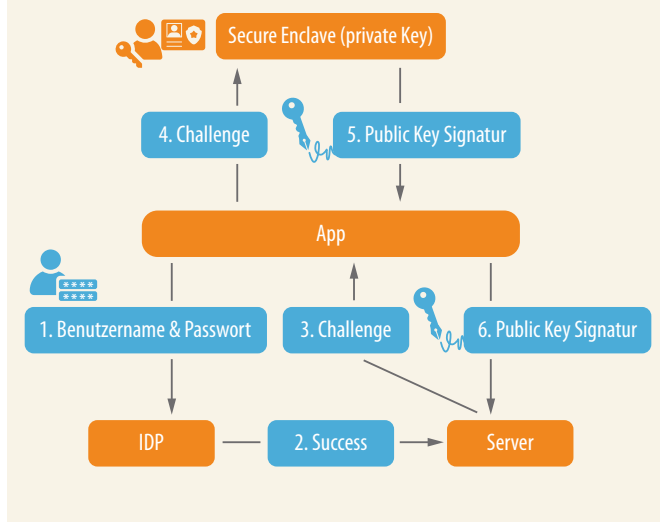 Secure Enclave (private Key)
4. Challenge
5. Public Key Signatur
App
****
****
1. Benutzername & Passwort
3. Challenge
6. Public Key Signatur
IDP
2. Success
Server